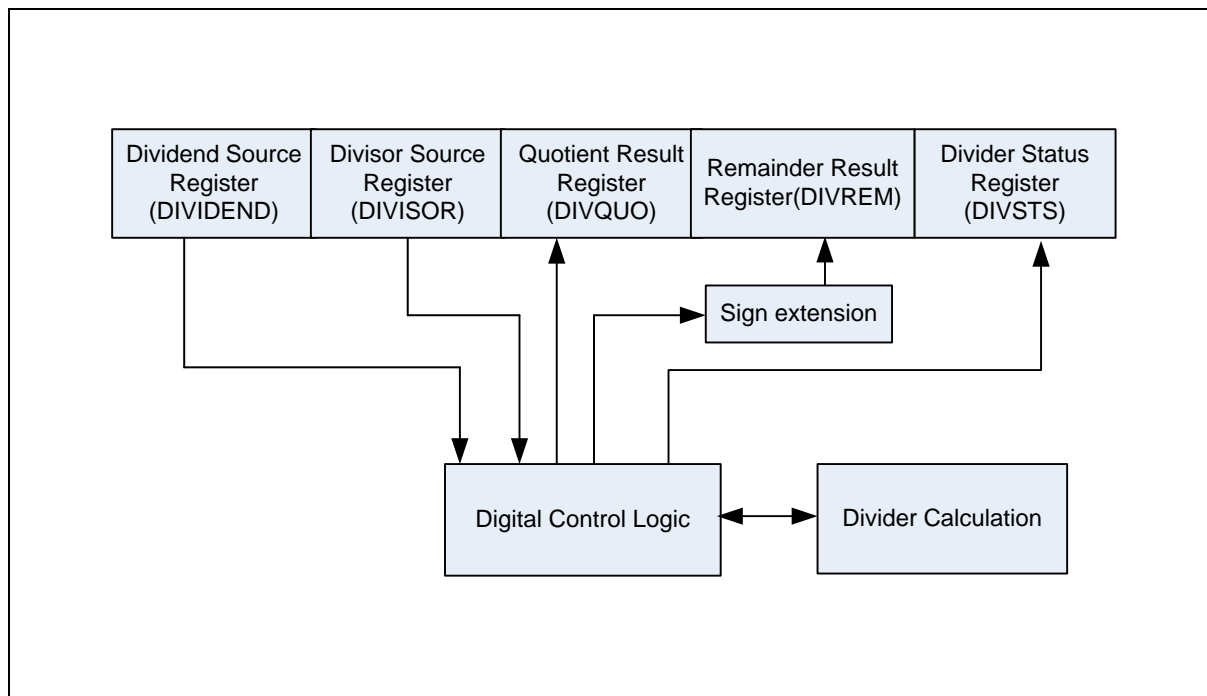 Dividend Source
Register
(DIVIDEND)
Divisor Source
Register
(DIVISOR)
Quotient Result
Register
(DIVQUO)
Remainder Result
Register(DIVREM)
Divider Status
Register
(DIVSTS)
Sign extension
Digital Control Logic
Divider Calculation